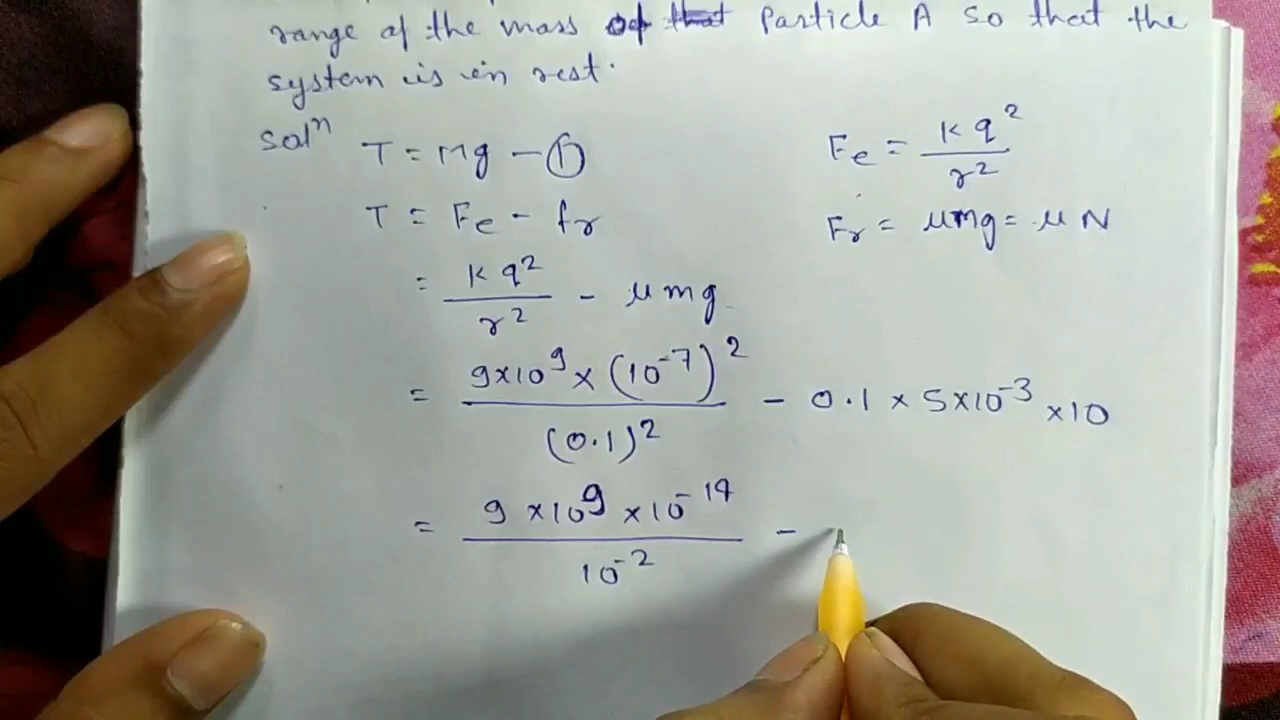 range of the mass of that Particle A so that the
system is in rest.
Solⁿ T = Mg – ①
Fe = kq²/r²
T = Fe - fr
Fr = μmg = μN
= kq²/r² - μmg
= 9×10⁹×(10⁻⁷)²/(0.1)² - 0.1×5×10⁻³×10
= 9×10⁹×10⁻¹⁴/10⁻² -